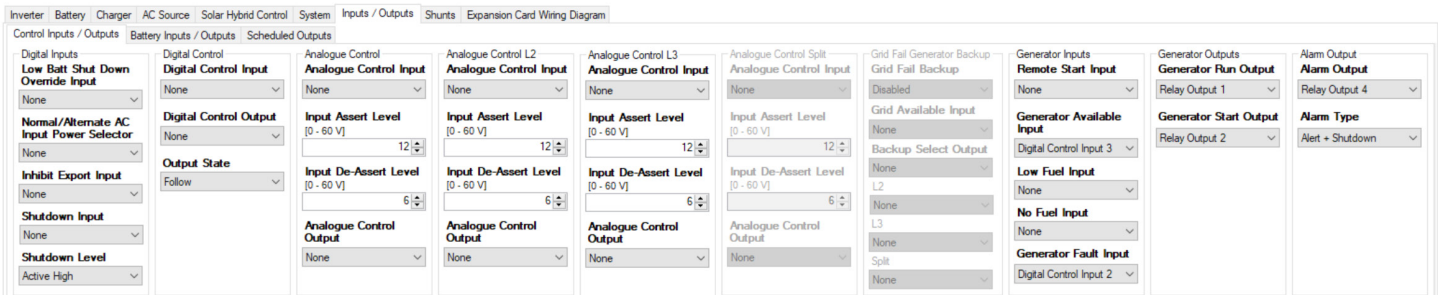 Inverter Battery Charger AC Source Solar Hybrid Control System Inputs / Outputs Shunts Expansion Card Wiring Diagram
Control Inputs / Outputs Battery Inputs / Outputs Scheduled Outputs
Digital Inputs
Low Batt Shut Down
Override Input
None
Normal/Alternate AC
Input Power Selector
None
Inhibit Export Input
None
Shutdown Input
None
Shutdown Level
Active High
Digital Control
Digital Control Input
None
Digital Control Output
None
Output State
Follow
Analogue Control
Analogue Control Input
None
Input Assert Level
[0 - 60 V]
12
Input De-Assert Level
[0 - 60 V]
6
Analogue Control
Output
None
Analogue Control L2
Analogue Control Input
None
Input Assert Level
[0 - 60 V]
12
Input De-Assert Level
[0 - 60 V]
6
Analogue Control
Output
None
Analogue Control L3
Analogue Control Input
None
Input Assert Level
[0 - 60 V]
12
Input De-Assert Level
[0 - 60 V]
6
Analogue Control
Output
None
Analogue Control Split
Analogue Control Input
None
Input Assert Level
[0 - 60 V]
12
Input De-Assert Level
[0 - 60 V]
6
Analogue Control
Output
None
Grid Fail Generator Backup
Grid Fail Backup
Disabled
Grid Available Input
None
Backup Select Output
None
L2
None
L3
None
Split
None
Generator Inputs
Remote Start Input
None
Generator Available
Input
Digital Control Input 3
Low Fuel Input
None
No Fuel Input
None
Generator Fault Input
Digital Control Input 2
Generator Outputs
Generator Run Output
Relay Output 1
Generator Start Output
Relay Output 2
Alarm Output
Alarm Output
Relay Output 4
Alarm Type
Alert + Shutdown